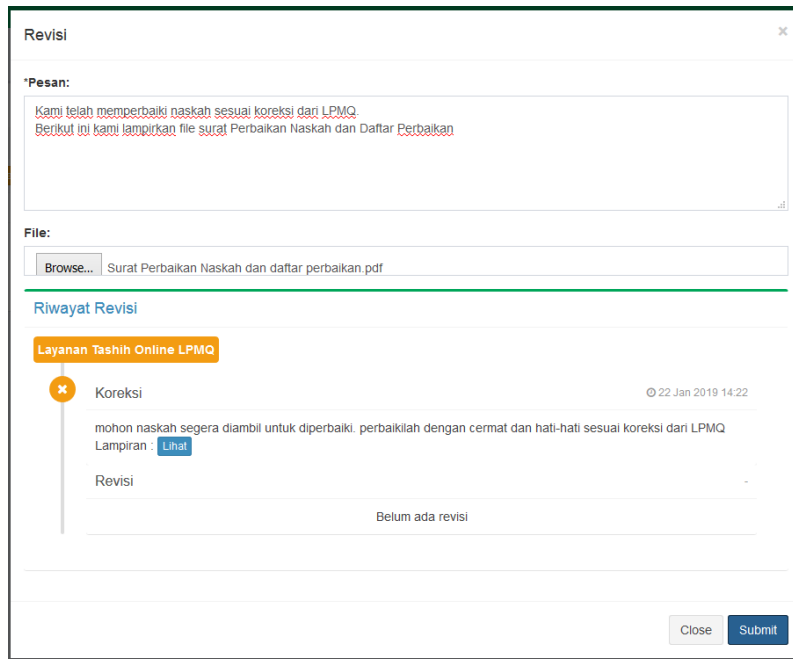 Revisi
×
*Pesan:
Kami telah memperbaiki naskah sesuai koreksi dari LPMQ.
Berikut ini kami lampirkan file surat Perbaikan Naskah dan Daftar Perbaikan
File:
Browse... Surat Perbaikan Naskah dan daftar perbaikan.pdf
Riwayat Revisi
Layanan Tashih Online LPMQ
Koreksi 22 Jan 2019 14:22
mohon naskah segera diambil untuk diperbaiki. perbaikilah dengan cermat dan hati-hati sesuai koreksi dari LPMQ
Lampiran : Lihat
Revisi -
Belum ada revisi
Close Submit